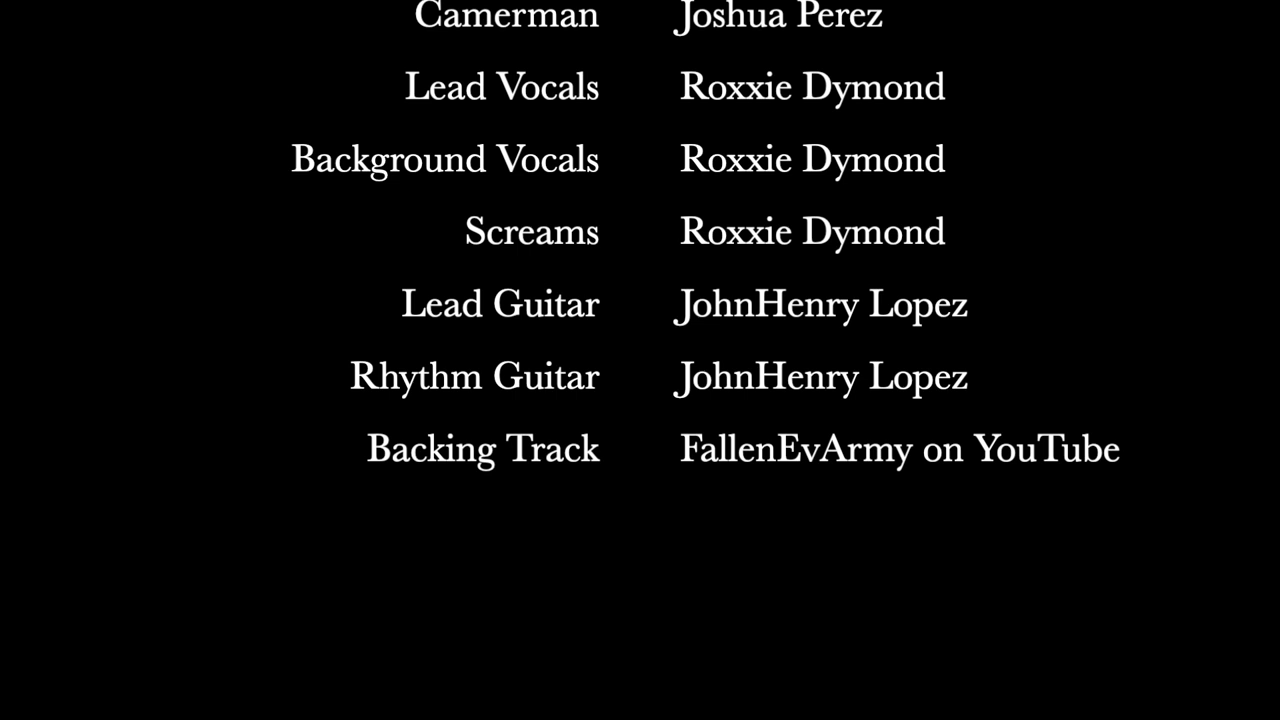 Camerman Joshua Perez
Lead Vocals Roxxie Dymond
Background Vocals Roxxie Dymond
Screams Roxxie Dymond
Lead Guitar JohnHenry Lopez
Rhythm Guitar JohnHenry Lopez
Backing Track FallenEvArmy on YouTube